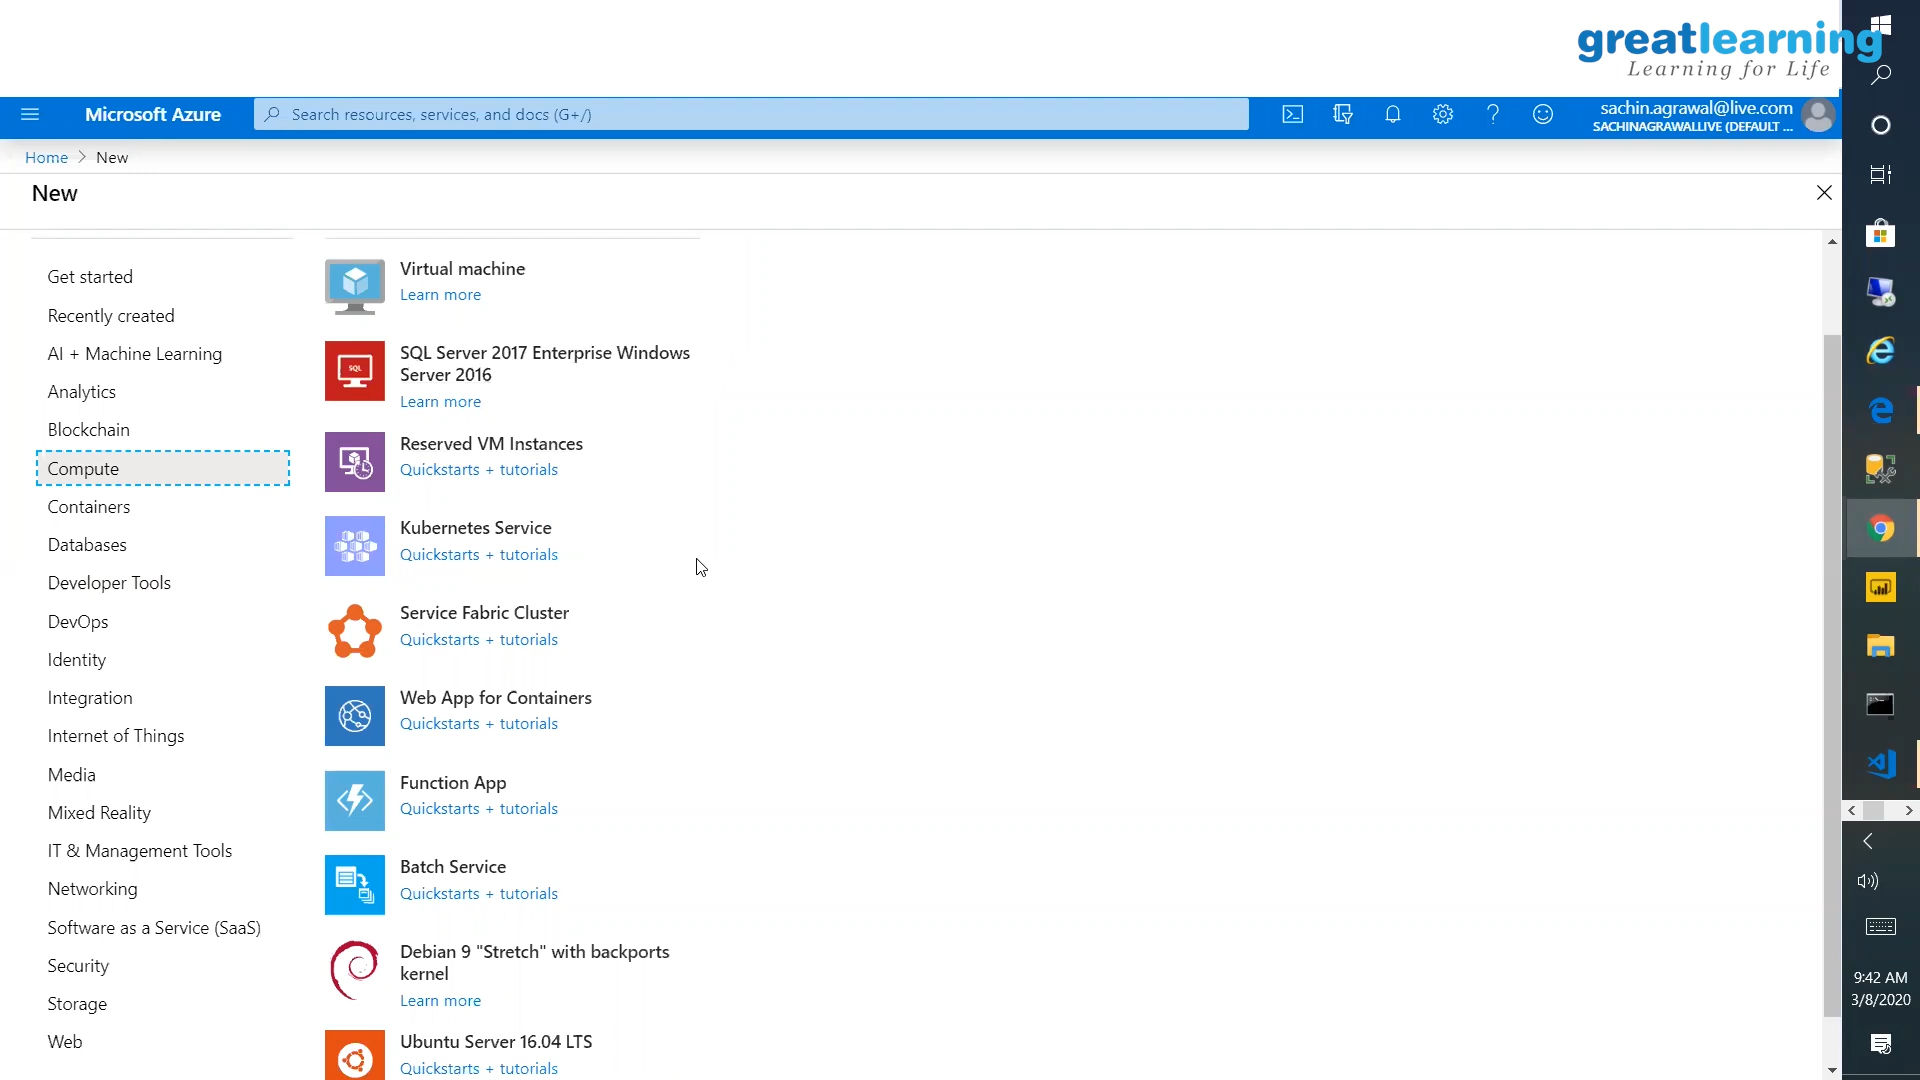 greatlearning
Learning for Life
Microsoft Azure
Search resources, services, and docs (G+/)
sachin.agrawal@live.com
SACHINAGRAWALLIVE (DEFAULT ...
Home > New
New
Get started
Recently created
AI + Machine Learning
Analytics
Blockchain
Compute
Containers
Databases
Developer Tools
DevOps
Identity
Integration
Internet of Things
Media
Mixed Reality
IT & Management Tools
Networking
Software as a Service (SaaS)
Security
Storage
Web
Virtual machine
Learn more
SQL
SQL Server 2017 Enterprise Windows
Server 2016
Learn more
Reserved VM Instances
Quickstarts + tutorials
Kubernetes Service
Quickstarts + tutorials
Service Fabric Cluster
Quickstarts + tutorials
Web App for Containers
Quickstarts + tutorials
Function App
Quickstarts + tutorials
Batch Service
Quickstarts + tutorials
Debian 9 "Stretch" with backports
kernel
Learn more
Ubuntu Server 16.04 LTS
Quickstarts + tutorials
9:42 AM
3/8/2020